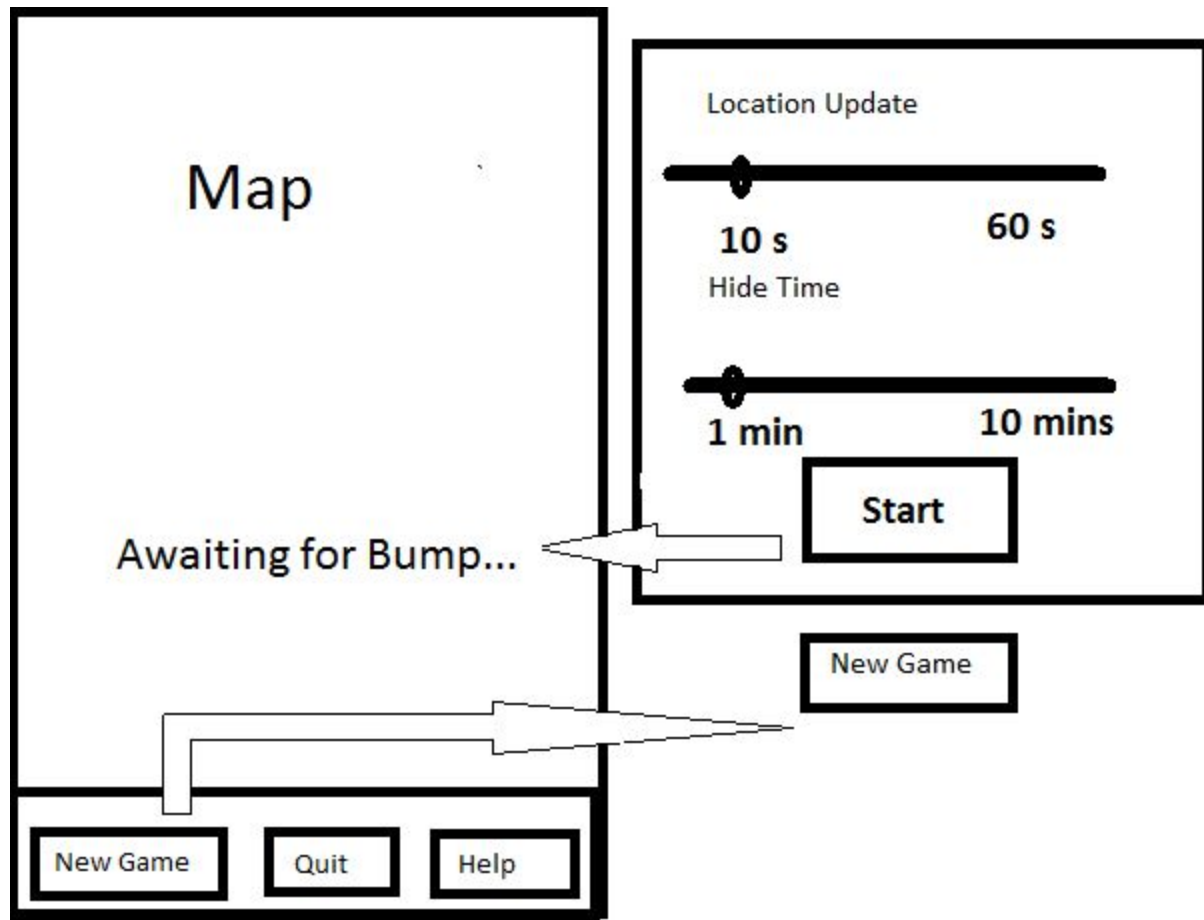 Map
Awaiting for Bump...
New Game
Quit
Help
Location Update
10 s
60 s
Hide Time
1 min
10 mins
Start
New Game